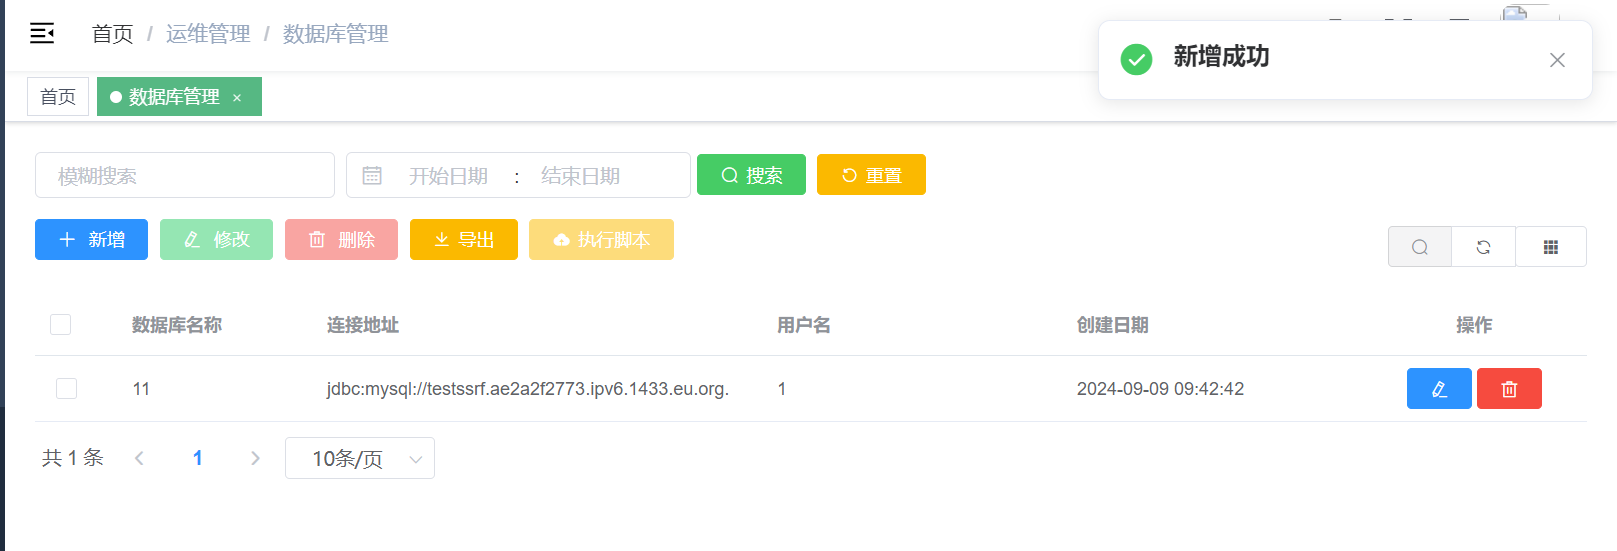 首页 / 运维管理 / 数据库管理
新增成功
首页
数据库管理 ×
模糊搜索
开始日期 : 结束日期
搜索
重置
新增
修改
删除
导出
执行脚本
数据库名称 连接地址 用户名 创建日期 操作
11 jdbc:mysql://testssrf.ae2a2f2773.ipv6.1433.eu.org. 1 2024-09-09 09:42:42
共 1 条 1 10条/页